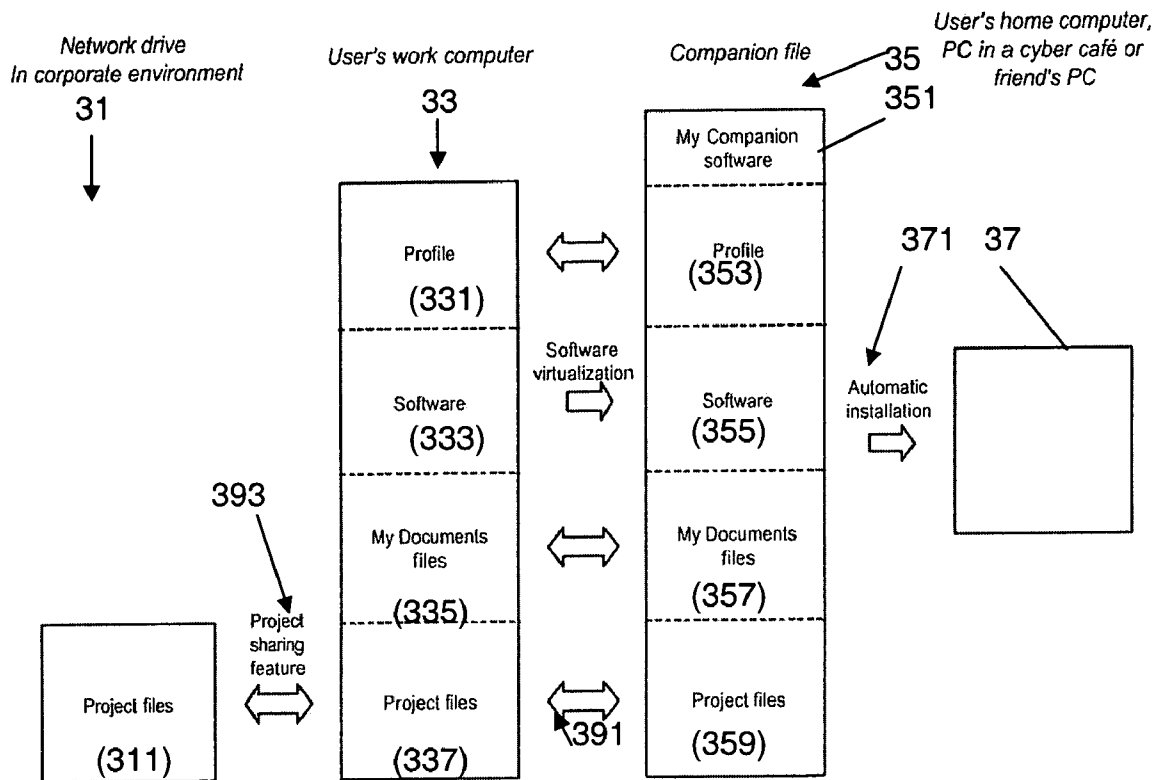 Network drive
In corporate environment
31
User's work computer
33
Companion file
35
351
User's home computer,
PC in a cyber café or
friend's PC
My Companion
software
Profile
(331)
Profile
(353)
371
37
Software
virtualization
Software
(333)
Software
(355)
Automatic
installation
393
My Documents
files
(335)
My Documents
files
(357)
Project
sharing
feature
Project files
(311)
Project files
(337)
391
Project files
(359)